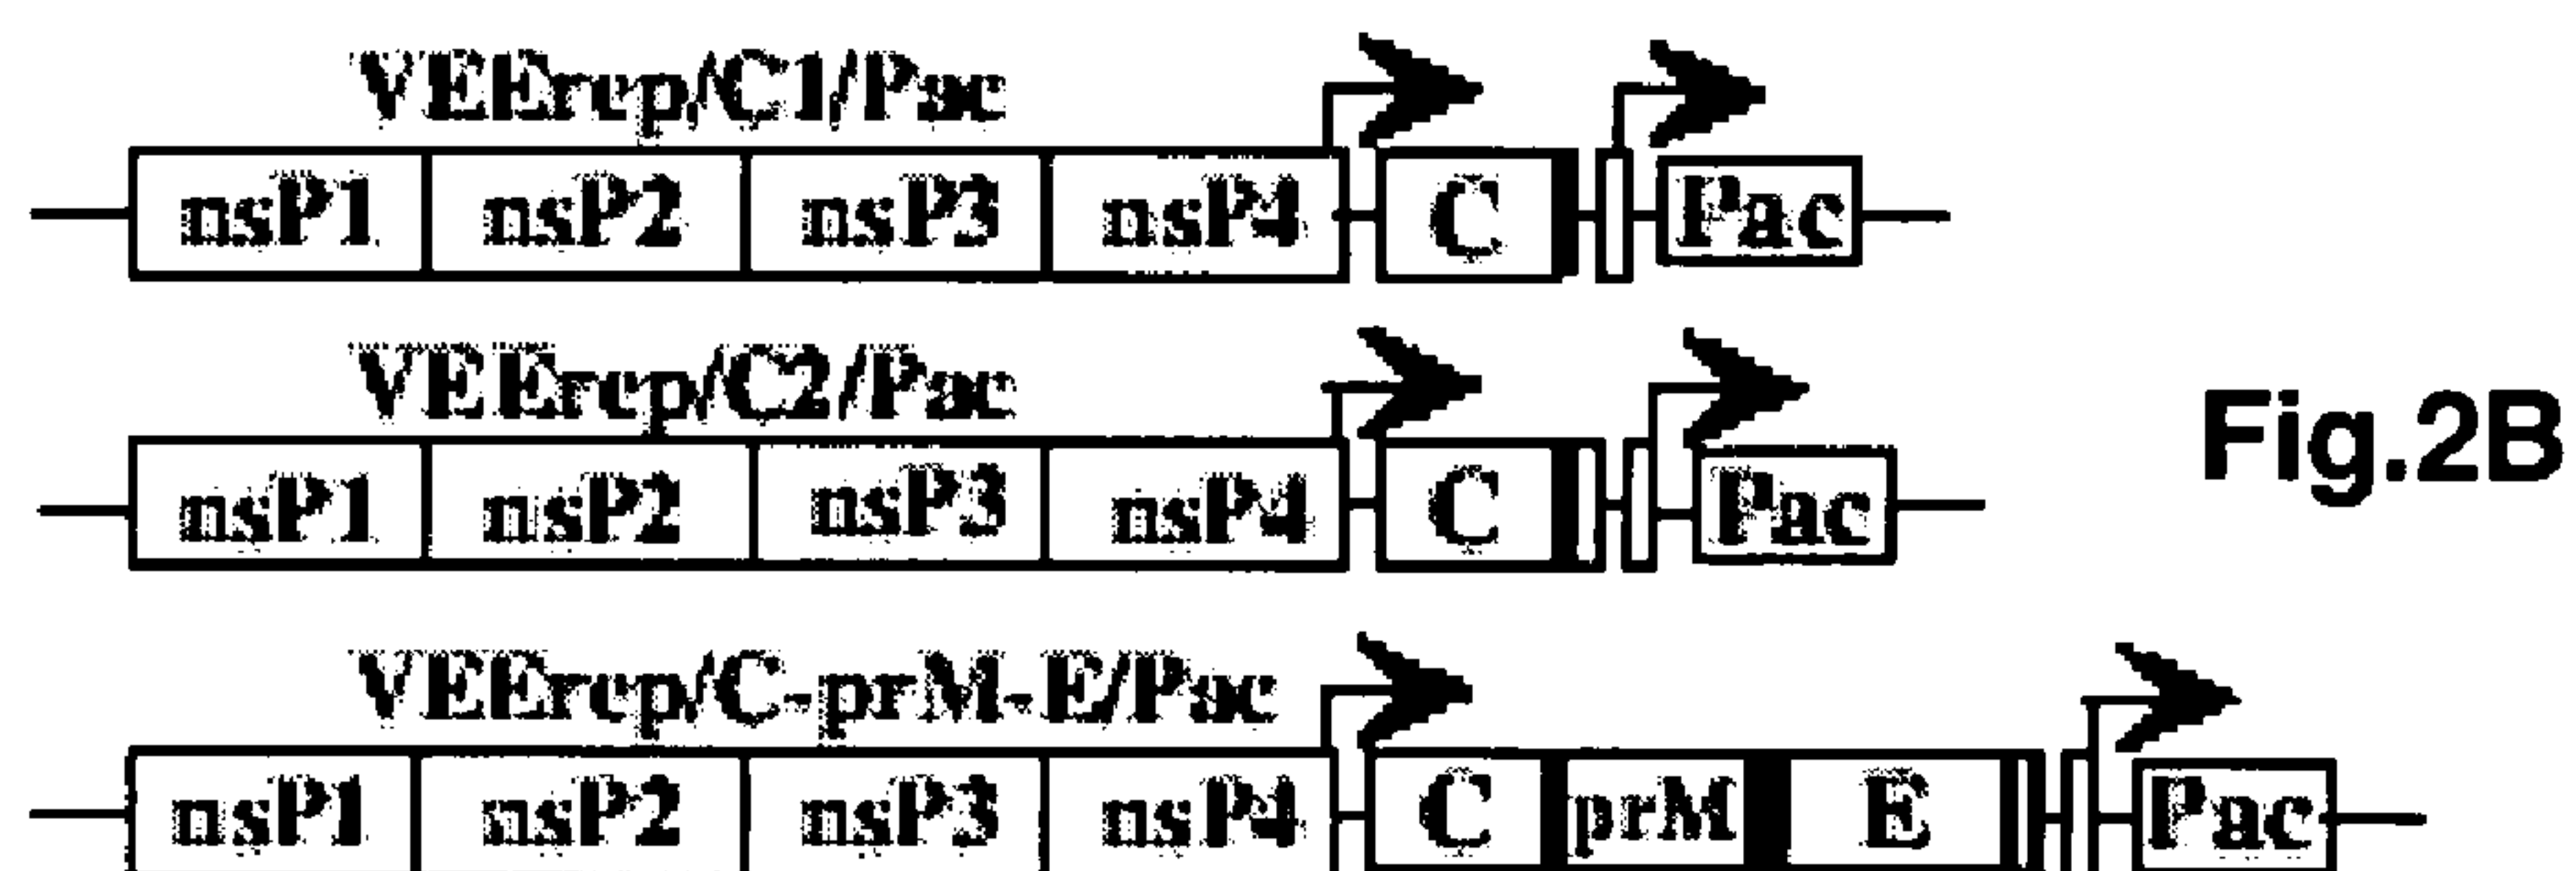 VEErep/C1/Pac
nsP1 nsP2 nsP3 nsP4 C Pac
VEErep/C2/Pac
nsP1 nsP2 nsP3 nsP4 C Pac
Fig.2B
VEErep/C-prM-E/Pac
nsP1 nsP2 nsP3 nsP4 C prM E Pac